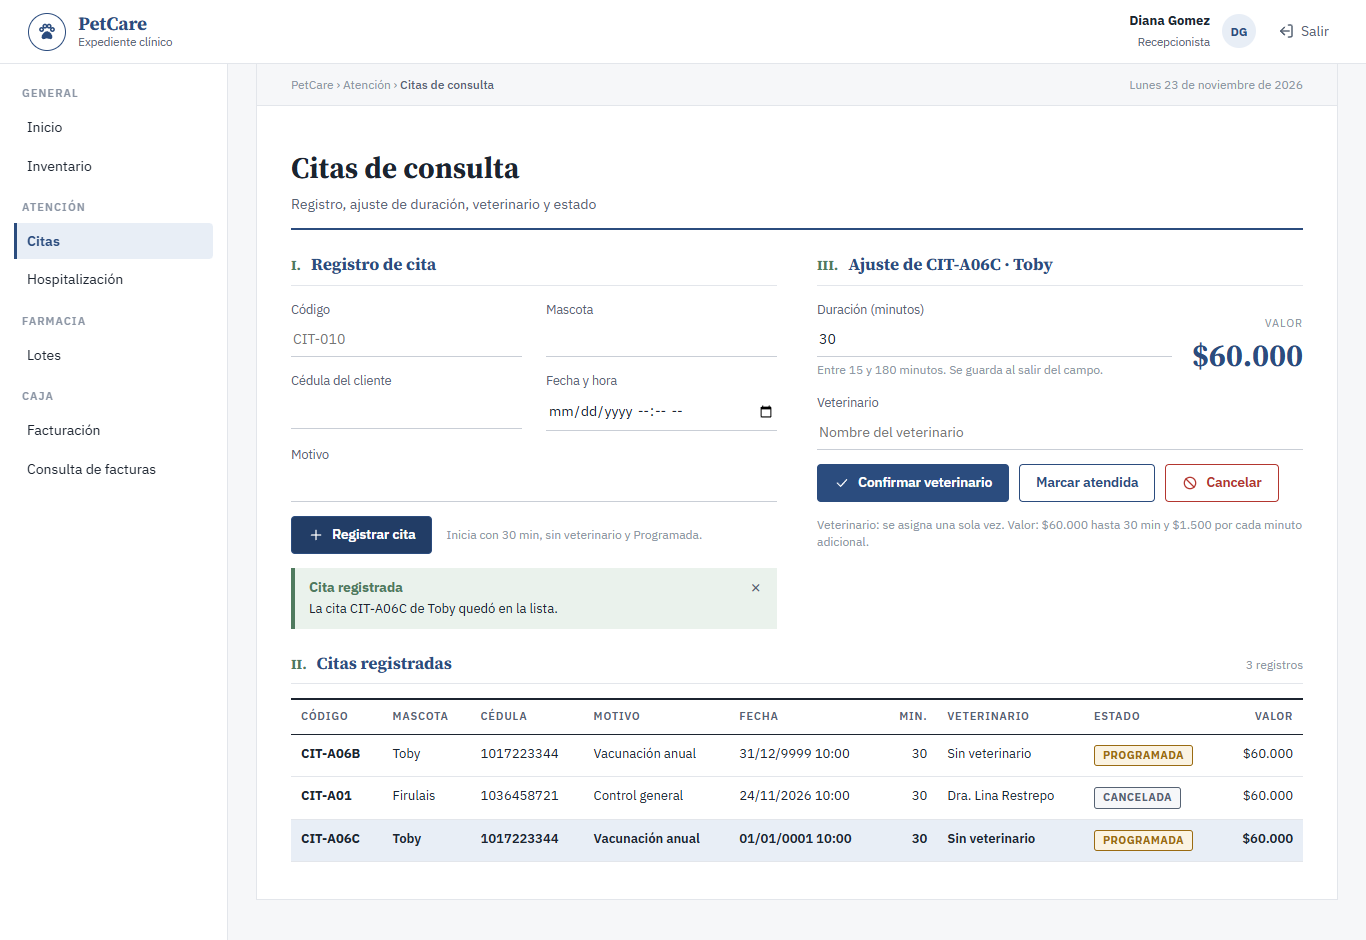 PetCare
Expediente clínico
Diana Gomez
Recepcionista
DG
Salir
GENERAL
Inicio
Inventario
ATENCIÓN
Citas
Hospitalización
FARMACIA
Lotes
CAJA
Facturación
Consulta de facturas
PetCare › Atención › Citas de consulta
Lunes 23 de noviembre de 2026
Citas de consulta
Registro, ajuste de duración, veterinario y estado
I. Registro de cita
Código
Mascota
CIT-010
Cédula del cliente
Fecha y hora
mm/dd/yyyy --:-- --
Motivo
Registrar cita
Inicia con 30 min, sin veterinario y Programada.
Cita registrada
La cita CIT-A06C de Toby quedó en la lista.
III. Ajuste de CIT-A06C · Toby
Duración (minutos)
30
VALOR
$60.000
Entre 15 y 180 minutos. Se guarda al salir del campo.
Veterinario
Nombre del veterinario
Confirmar veterinario
Marcar atendida
Cancelar
Veterinario: se asigna una sola vez. Valor: $60.000 hasta 30 min y $1.500 por cada minuto
adicional.
II. Citas registradas
3 registros
CÓDIGO MASCOTA CÉDULA MOTIVO FECHA MIN. VETERINARIO ESTADO VALOR
CIT-A06B Toby 1017223344 Vacunación anual 31/12/9999 10:00 30 Sin veterinario PROGRAMADA $60.000
CIT-A01 Firulais 1036458721 Control general 24/11/2026 10:00 30 Dra. Lina Restrepo CANCELADA $60.000
CIT-A06C Toby 1017223344 Vacunación anual 01/01/0001 10:00 30 Sin veterinario PROGRAMADA $60.000